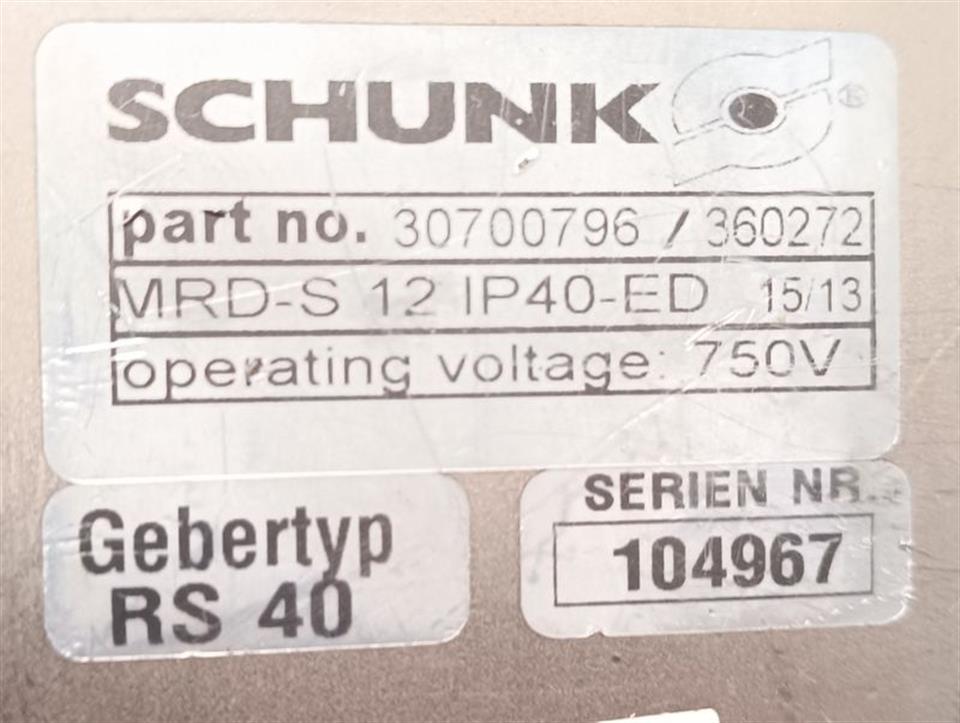 SCHUNK ®
part no. 30700796 / 360272
MRD-S 12 IP40-ED 15/13
operating voltage: 750V
Gebertyp
RS 40
SERIEN NR.
104967